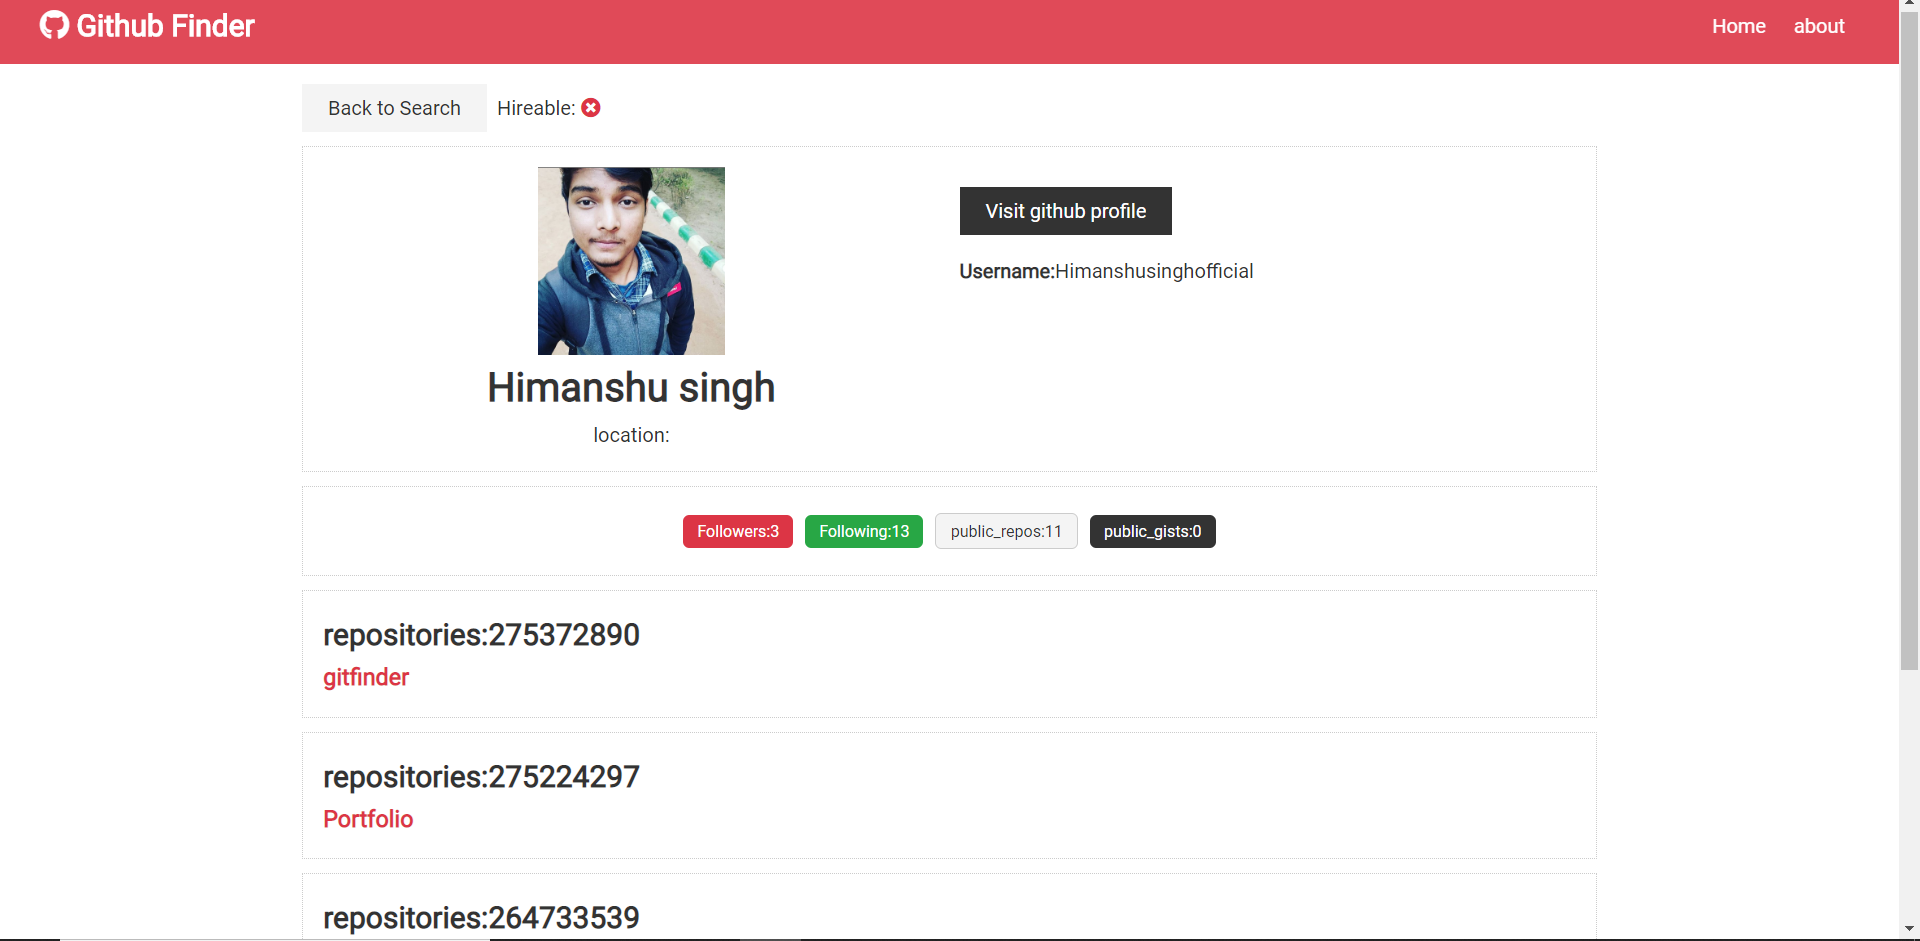 Github Finder
Home
about
Back to Search
Hireable:
Visit github profile
Username:Himanshusinghofficial
Himanshu singh
location:
Followers:3
Following:13
public_repos:11
public_gists:0
repositories:275372890
gitfinder
repositories:275224297
Portfolio
repositories:264733539